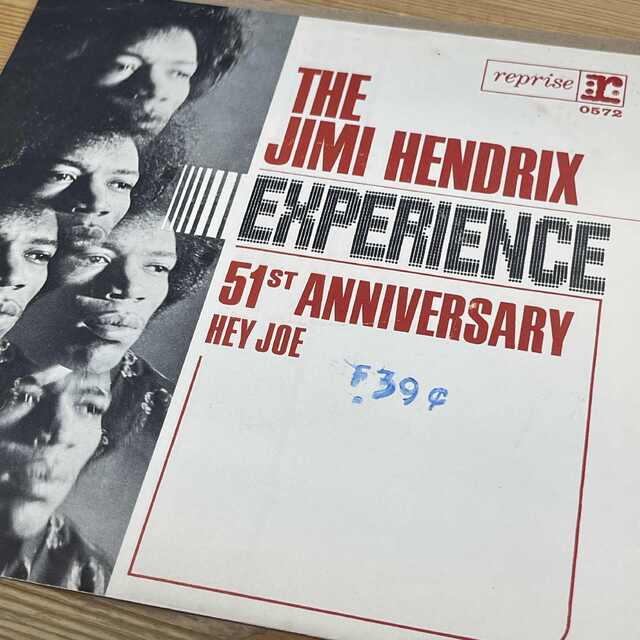 reprise r:
0572
THE
JIMI HENDRIX
EXPERIENCE
51ST ANNIVERSARY
HEY JOE
F39¢